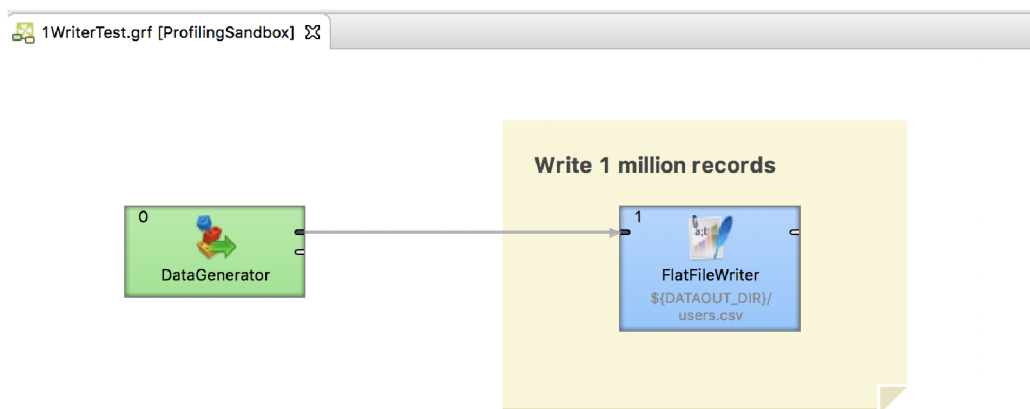 1WriterTest.grf [ProfilingSandbox]
Write 1 million records
0
DataGenerator
1
a;b
FlatFileWriter
${DATAOUT_DIR}/
users.csv